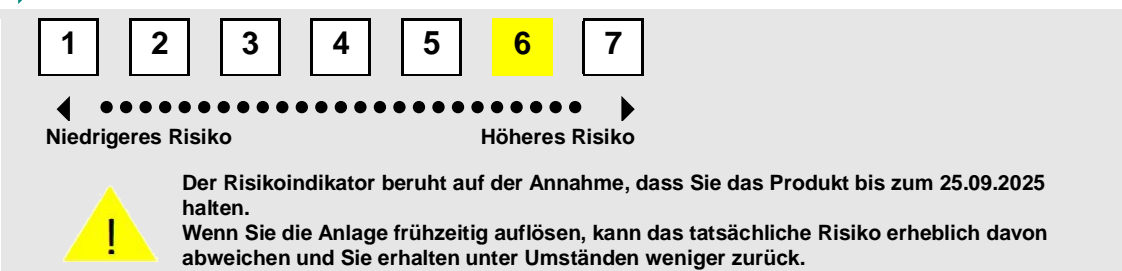 1 2 3 4 5 6 7
Niedrigeres Risiko Höheres Risiko
Der Risikoindikator beruht auf der Annahme, dass Sie das Produkt bis zum 25.09.2025
halten.
! Wenn Sie die Anlage frühzeitig auflösen, kann das tatsächliche Risiko erheblich davon
abweichen und Sie erhalten unter Umständen weniger zurück.